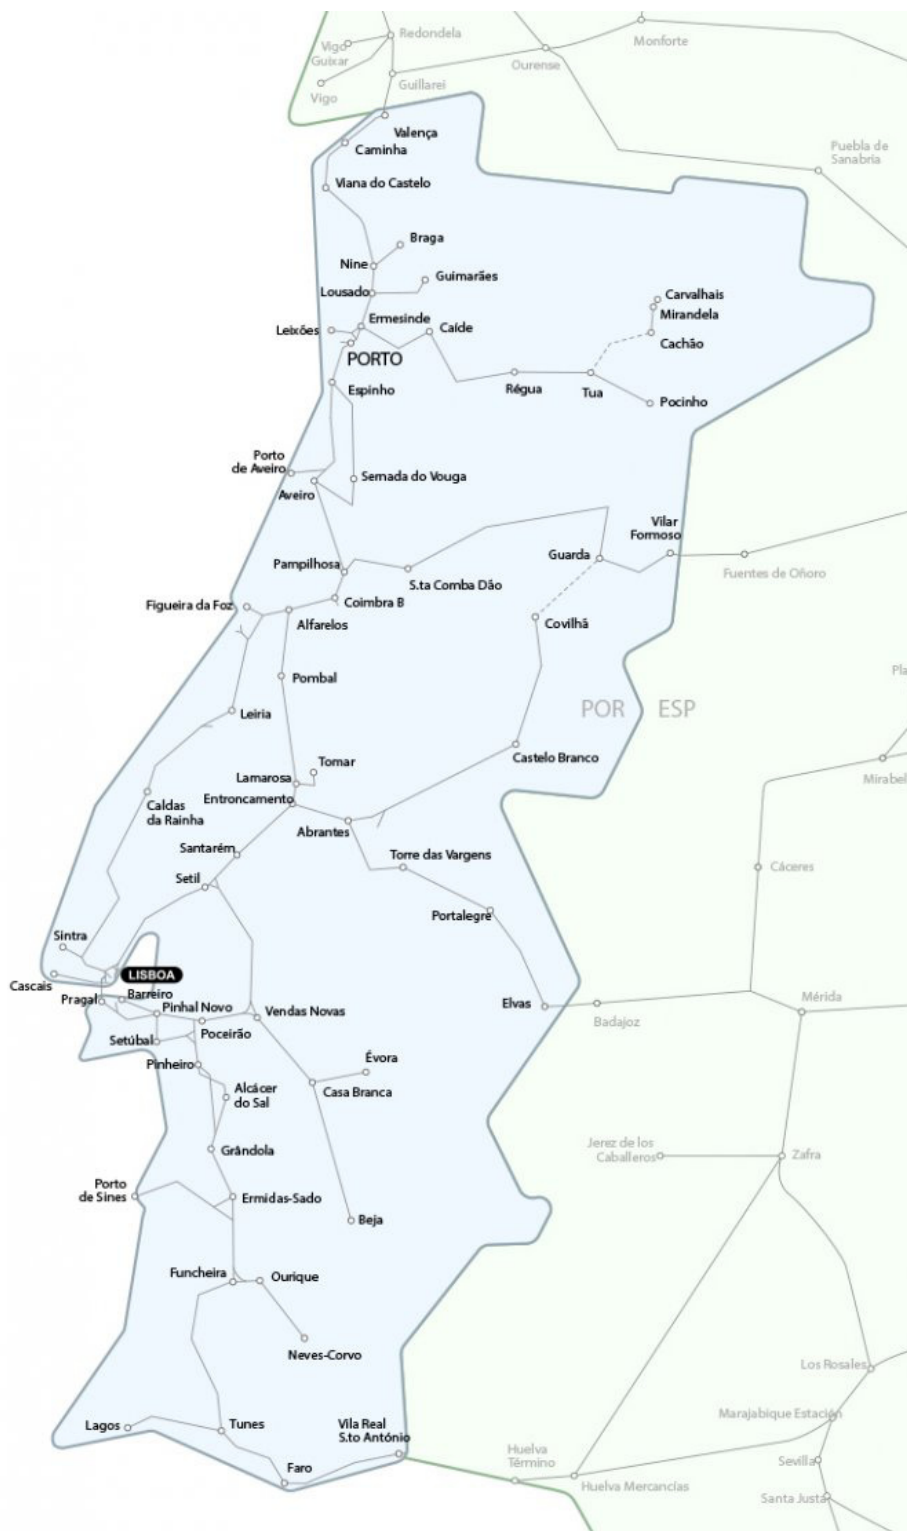 Redondela
Monforte
Vigo
Guixar
Ourense
Guillarei
Vigo
Valença
Caminha
Puebla de
Sanabria
Viana do Castelo
Braga
Nine
Guimarães
Lousado
Carvalhais
Mirandela
Ermesinde
Leixões
Caíde
Cachão
PORTO
Espinho
Régua
Tua
Pocinho
Porto
de Aveiro
Sernada do Vouga
Aveiro
Vilar
Formoso
Guarda
Pampilhosa
Fuentes de Oñoro
S.ta Comba Dão
Figueira da Foz
Coimbra B
Alfarelos
Covilhã
Pla
Pombal
POR
ESP
Leiria
Castelo Branco
Tomar
Lamarosa
Mirabel
Entroncamento
Caldas
da Rainha
Abrantes
Santarém
Torre das Vargens
Cáceres
Setil
Portalegre
Sintra
LISBOA
Cascais
Barreiro
Pragal
Pinhal Novo
Vendas Novas
Elvas
Mérida
Badajoz
Poceirão
Setúbal
Évora
Pinheiro
Alcácer
do Sal
Casa Branca
Grândola
Jerez de los
Caballeros
Zafra
Porto
de Sines
Ermidas-Sado
Beja
Funcheira
Ourique
Neves-Corvo
Los Rosales
Lagos
Tunes
Vila Real
S.to António
Marajabique Estación
Huelva
Término
Sevilla
Faro
Huelva Mercancias
Santa Justa